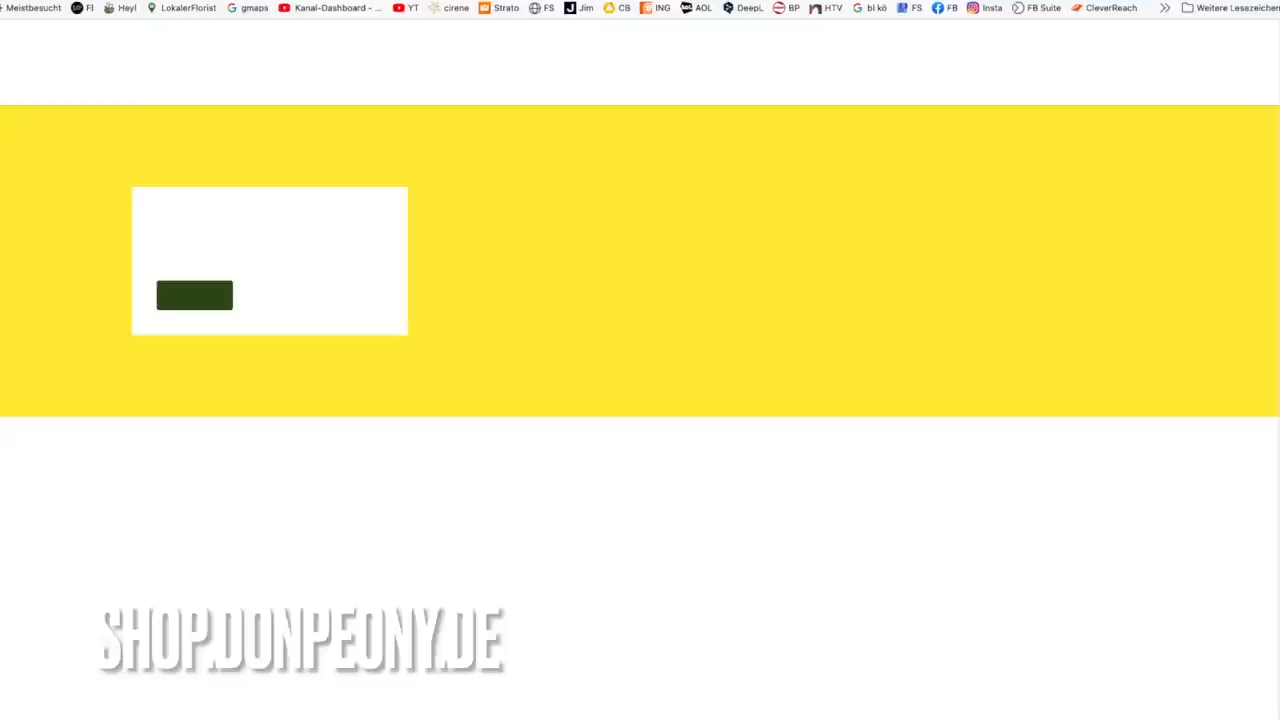 Meistbesucht FI Heyl LokalerFlorist gmaps Kanal-Dashboard - ... YT cirene Strato FS Jim CB ING AOL DeepL BP HTV bl kö FS FB Insta FB Suite CleverReach Weitere Lesezeichen
SHOP.DONPEONY.DE